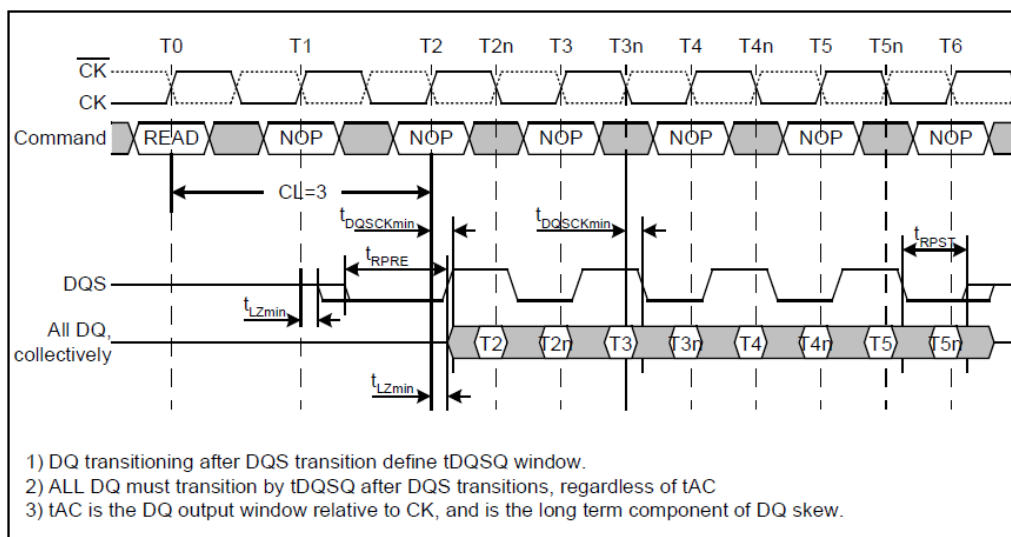 T0 T1 T2 T2n T3 T3n T4 T4n T5 T5n T6
CK
CK
Command READ NOP NOP NOP NOP NOP NOP
CL=3
tDQSCKmin tDQSCKmin
tRPRE tRPST
DQS
tLZmin
All DQ,
collectively
T2 T2n T3 T3n T4 T4n T5 T5n
tLZmin
1) DQ transitioning after DQS transition define tDQSQ window.
2) ALL DQ must transition by tDQSQ after DQS transitions, regardless of tAC
3) tAC is the DQ output window relative to CK, and is the long term component of DQ skew.